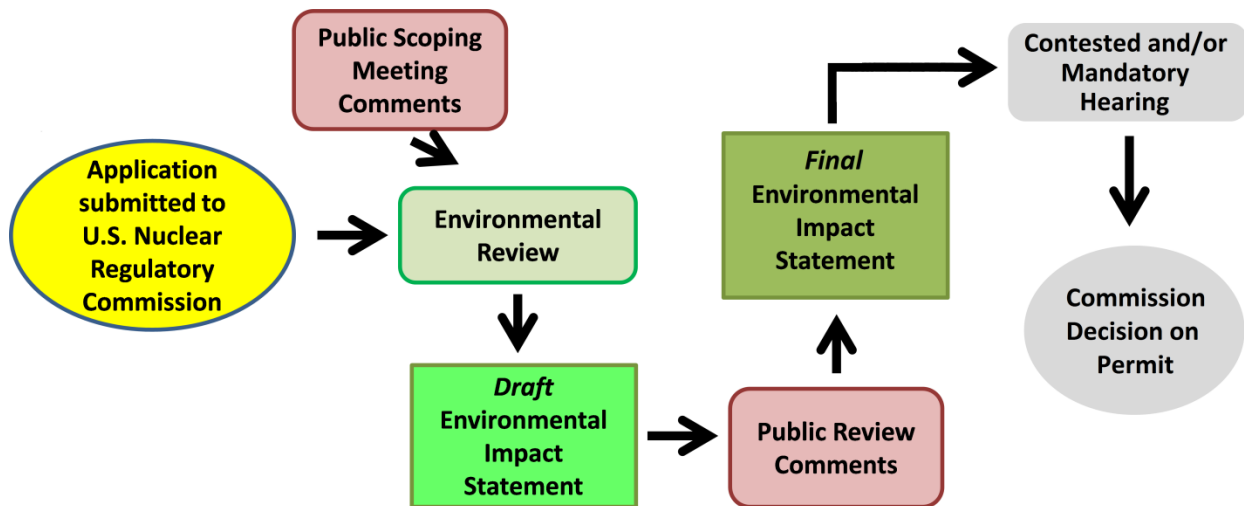 Public Scoping
Meeting
Comments
Application
submitted to
U.S. Nuclear
Regulatory
Commission
Environmental
Review
Draft
Environmental
Impact
Statement
Public Review
Comments
Final
Environmental
Impact
Statement
Contested and/or
Mandatory
Hearing
Commission
Decision on
Permit